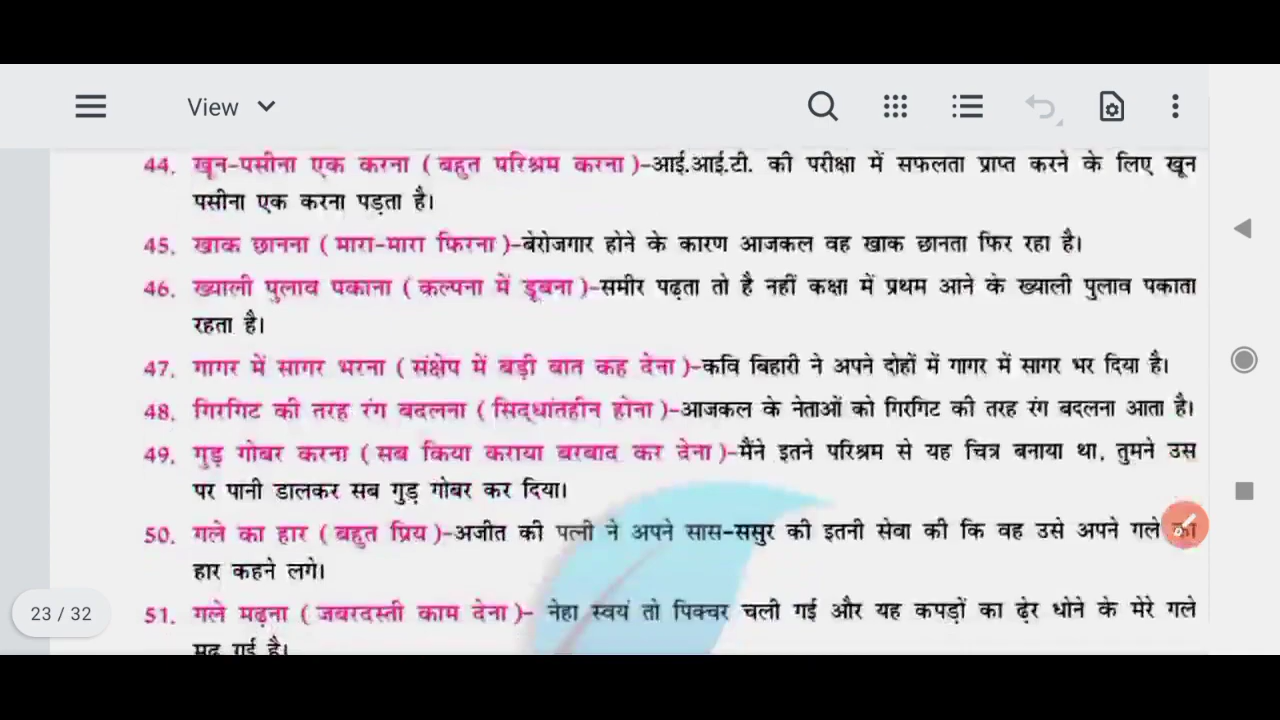 View
44. खून-पसीना एक करना ( बहुत परिश्रम करना )-आई.आई.टी. की परीक्षा में सफलता प्राप्त करने के लिए खून
पसीना एक करना पड़ता है।
45. खाक छानना ( मारा-मारा फिरना )-बेरोजगार होने के कारण आजकल वह खाक छानता फिर रहा है।
46. ख्याली पुलाव पकाना ( कल्पना में डूबना )-समीर पढ़ता तो है नहीं कक्षा में प्रथम आने के ख्याली पुलाव पकाता
रहता है।
47. गागर में सागर भरना ( संक्षेप में बड़ी बात कह देना )-कवि बिहारी ने अपने दोहों में गागर में सागर भर दिया है।
48. गिरगिट की तरह रंग बदलना ( सिद्धांतहीन होना )-आजकल के नेताओं को गिरगिट की तरह रंग बदलना आता है।
49. गुड़ गोबर करना ( सब किया कराया बरबाद कर देना )-मैंने इतने परिश्रम से यह चित्र बनाया था, तुमने उस
पर पानी डालकर सब गुड़ गोबर कर दिया।
50. गले का हार ( बहुत प्रिय )-अजीत की पत्नी ने अपने सास-ससुर की इतनी सेवा की कि वह उसे अपने गले का
हार कहने लगे।
51. गले मढ़ना ( जबरदस्ती काम देना )- नेहा स्वयं तो पिक्चर चली गई और यह कपड़ों का ढ़ेर धोने के मेरे गले
मढ़ गई है।
23 / 32